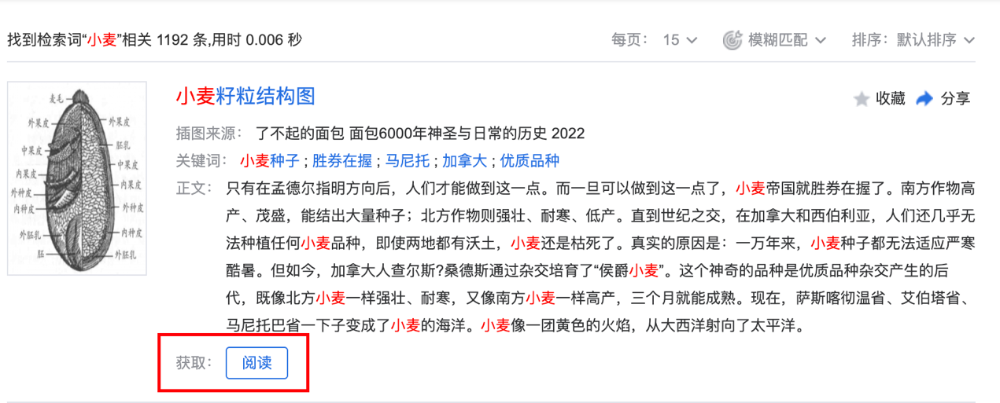 找到检索词“小麦”相关 1192 条,用时 0.006 秒
每页： 15 模糊匹配 排序：默认排序
小麦籽粒结构图
收藏 分享
插图来源： 了不起的面包 面包6000年神圣与日常的历史 2022
关键词： 小麦种子 ; 胜券在握 ; 马尼托 ; 加拿大 ; 优质品种
正文： 只有在孟德尔指明方向后，人们才能做到这一点。而一旦可以做到这一点了，小麦帝国就胜券在握了。南方作物高
产、茂盛，能结出大量种子；北方作物则强壮、耐寒、低产。直到世纪之交，在加拿大和西伯利亚，人们还几乎无
法种植任何小麦品种，即使两地都有沃土，小麦还是枯死了。真实的原因是：一万年来，小麦种子都无法适应严寒
酷暑。但如今，加拿大人查尔斯?桑德斯通过杂交培育了“侯爵小麦”。这个神奇的品种是优质品种杂交产生的后
代，既像北方小麦一样强壮、耐寒，又像南方小麦一样高产，三个月就能成熟。现在，萨斯喀彻温省、艾伯塔省、
马尼托巴省一下子变成了小麦的海洋。小麦像一团黄色的火焰，从大西洋射向了太平洋。
获取： 阅读
麦毛
外果皮
中果皮
内果皮
外种皮
内种皮
外胚乳
胚
外果皮
胚乳
中果皮
内果皮
外种皮
内种皮
外胚乳